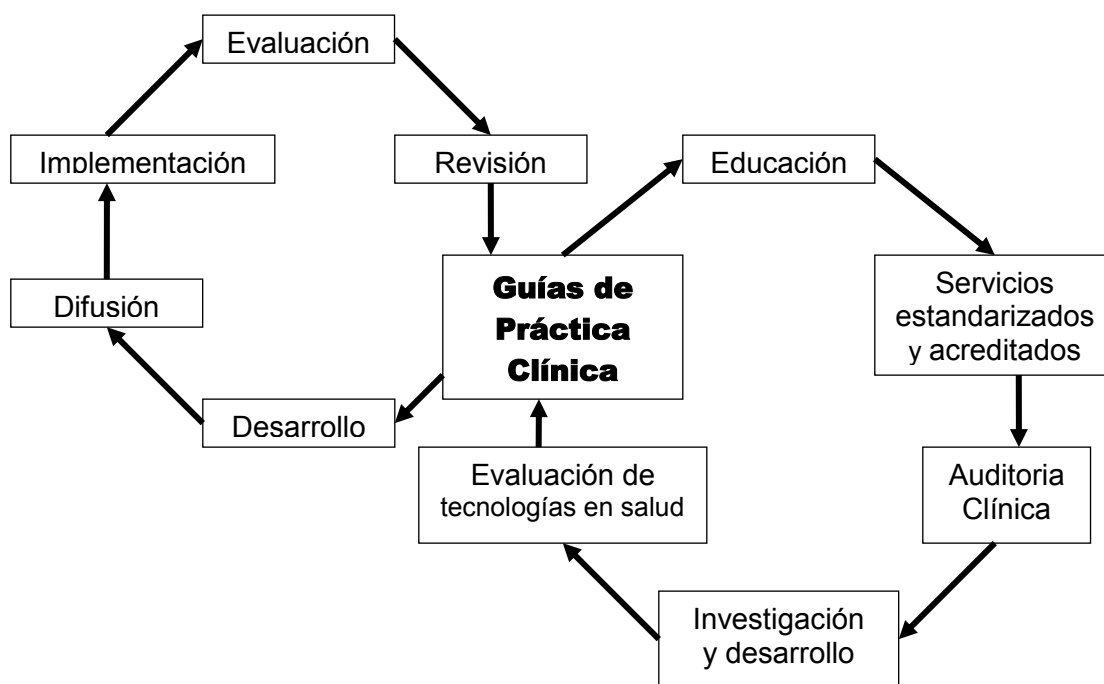 Evaluación
Implementación
Revisión
Educación
Guías de
Práctica
Clínica
Servicios
estandarizados
y acreditados
Difusión
Desarrollo
Evaluación de
tecnologías en salud
Auditoria
Clínica
Investigación
y desarrollo